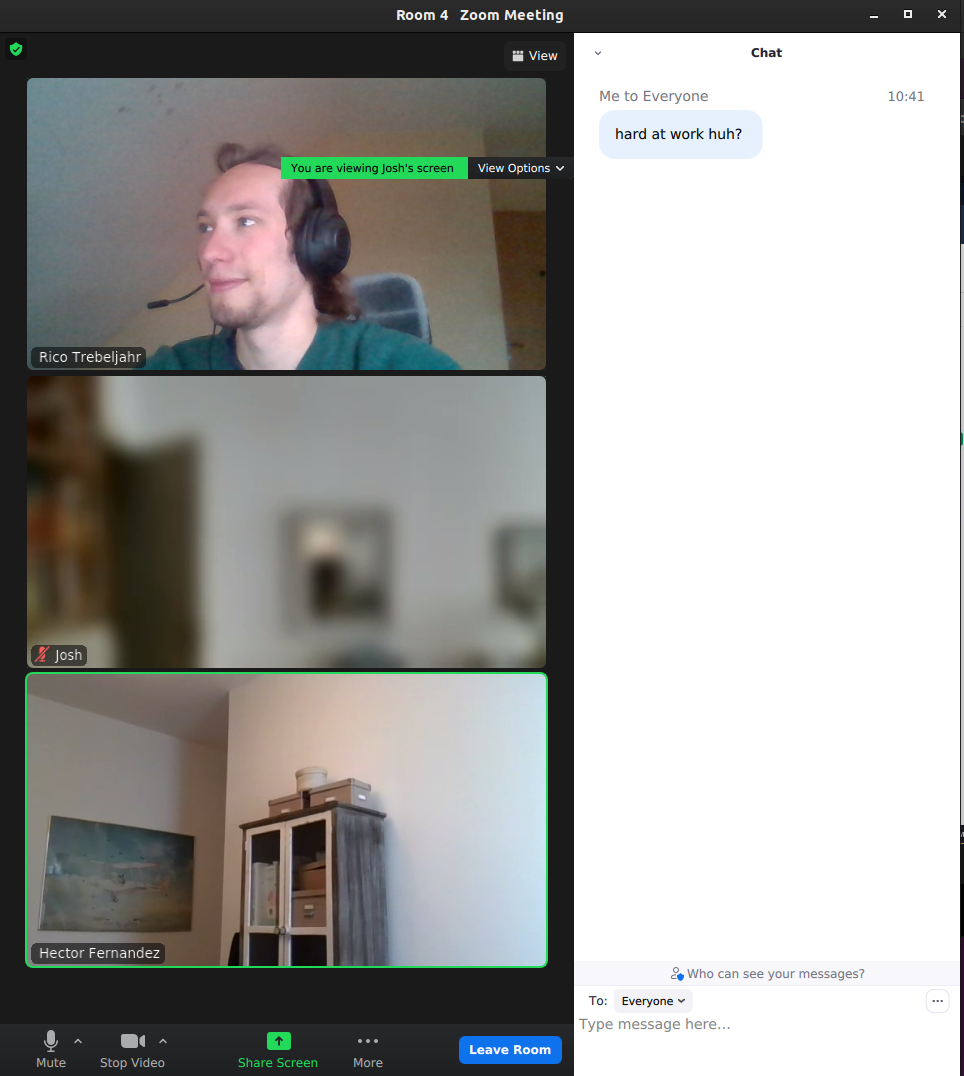 Room 4 Zoom Meeting
View
You are viewing Josh's screen
View Options
Rico Trebeljahr
Josh
Hector Fernandez
Mute
Stop Video
Share Screen
More
Leave Room
Chat
Me to Everyone
10:41
hard at work huh?
Who can see your messages?
To:
Everyone
Type message here...